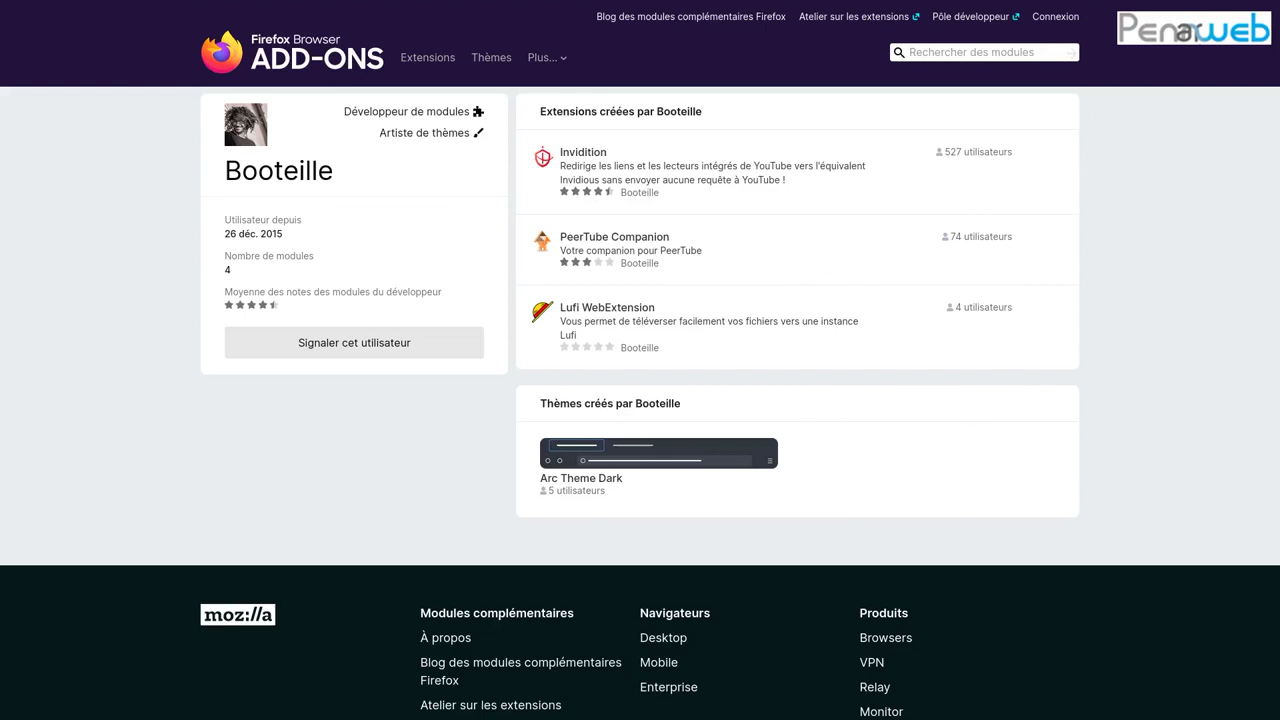 Blog des modules complémentaires Firefox
Atelier sur les extensions
Pôle développeur
Connexion
Penarweb
Firefox Browser
ADD-ONS
Extensions
Thèmes
Plus...
Rechercher des modules
Développeur de modules
Artiste de thèmes
Booteille
Utilisateur depuis
26 déc. 2015
Nombre de modules
4
Moyenne des notes des modules du développeur
Signaler cet utilisateur
Extensions créées par Booteille
Invidition
527 utilisateurs
Redirige les liens et les lecteurs intégrés de YouTube vers l'équivalent
Invidious sans envoyer aucune requête à YouTube !
Booteille
PeerTube Companion
74 utilisateurs
Votre companion pour PeerTube
Booteille
Lufi WebExtension
4 utilisateurs
Vous permet de téléverser facilement vos fichiers vers une instance
Lufi
Booteille
Thèmes créés par Booteille
Arc Theme Dark
5 utilisateurs
moz://a
Modules complémentaires
À propos
Blog des modules complémentaires
Firefox
Atelier sur les extensions
Navigateurs
Desktop
Mobile
Enterprise
Produits
Browsers
VPN
Relay
Monitor